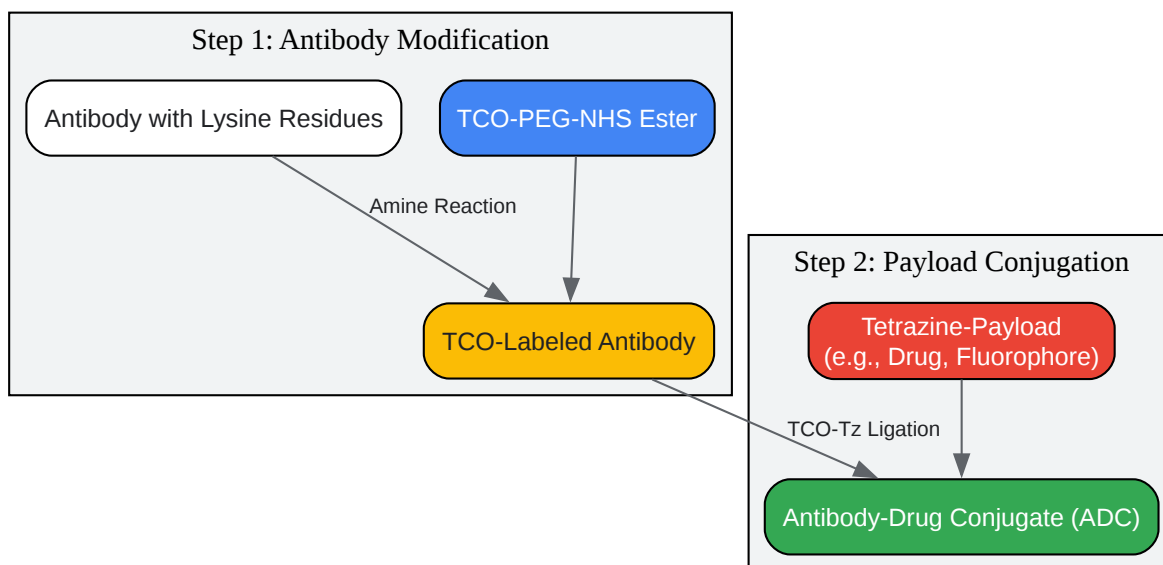 Step 1: Antibody Modification
Antibody with Lysine Residues
TCO-PEG-NHS Ester
Amine Reaction
TCO-Labeled Antibody
Step 2: Payload Conjugation
Tetrazine-Payload
(e.g., Drug, Fluorophore)
TCO-Tz Ligation
Antibody-Drug Conjugate (ADC)